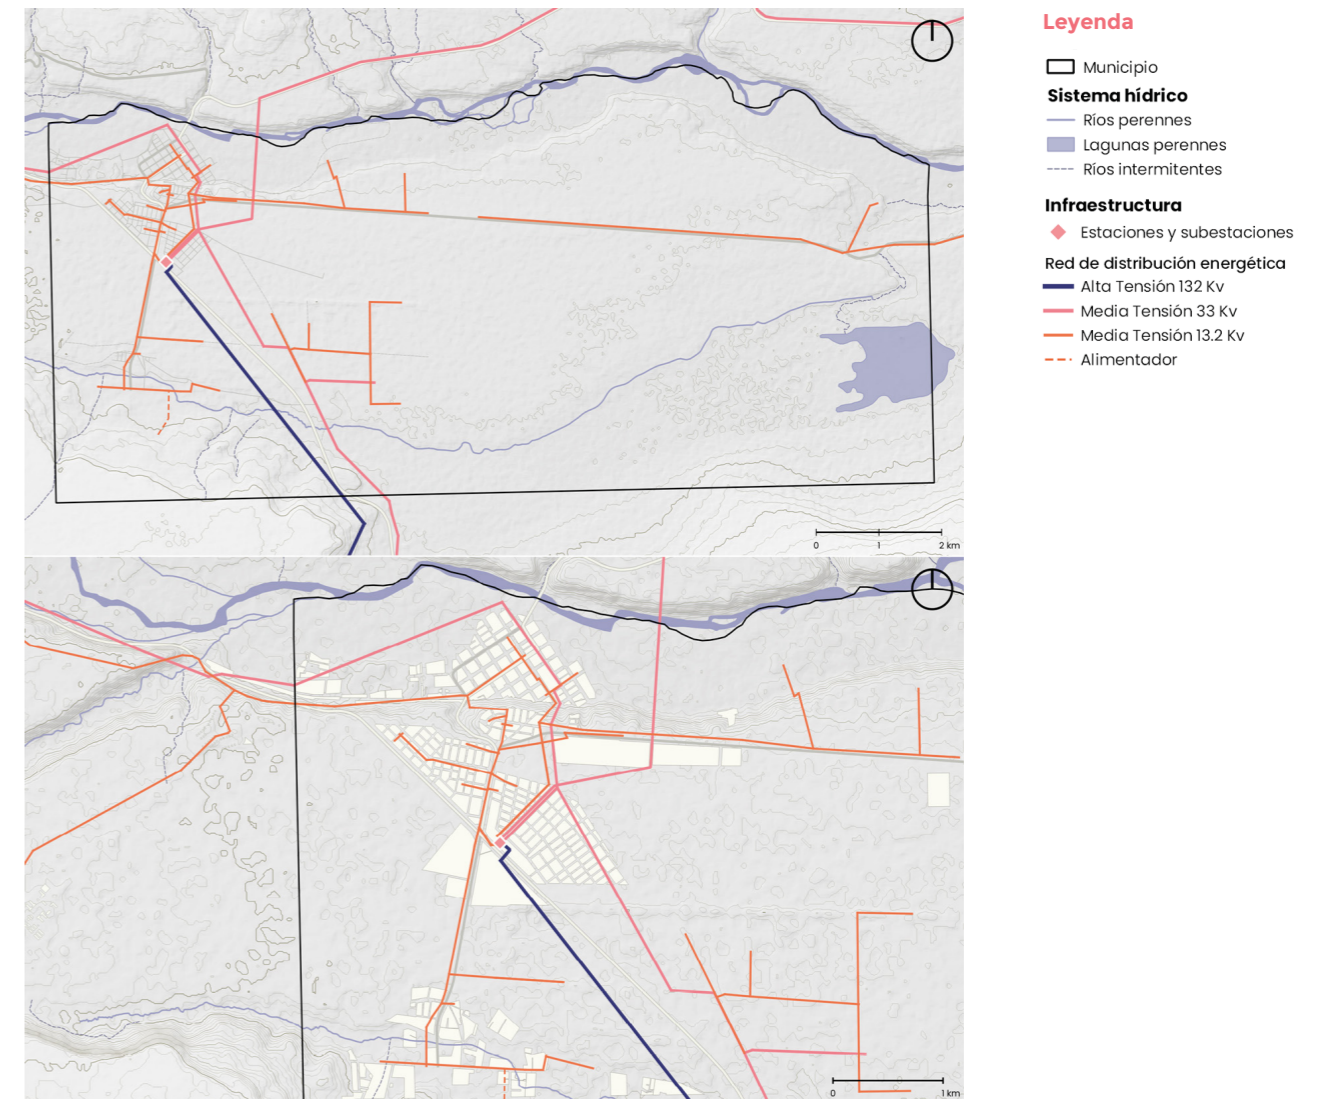 Leyenda
Municipio
Sistema hídrico
Ríos perennes
Lagunas perennes
Ríos intermitentes
Infraestructura
Estaciones y subestaciones
Red de distribución energética
Alta Tensión 132 Kv
Media Tensión 33 Kv
Media Tensión 13.2 Kv
Alimentador
0 1 2 km
0 1 km